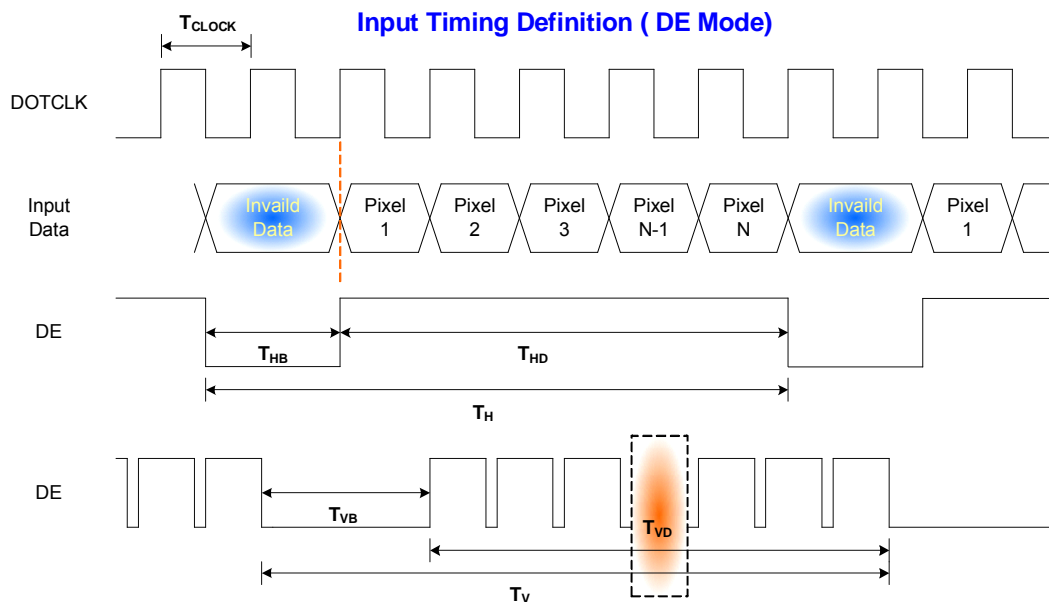 Input Timing Definition ( DE Mode)
TCLOCK
DOTCLK
Input
Data
Invaild
Data
Pixel
1
Pixel
2
Pixel
3
Pixel
N-1
Pixel
N
Invaild
Data
Pixel
1
DE
THB
THD
TH
DE
TVB
TVD
TV